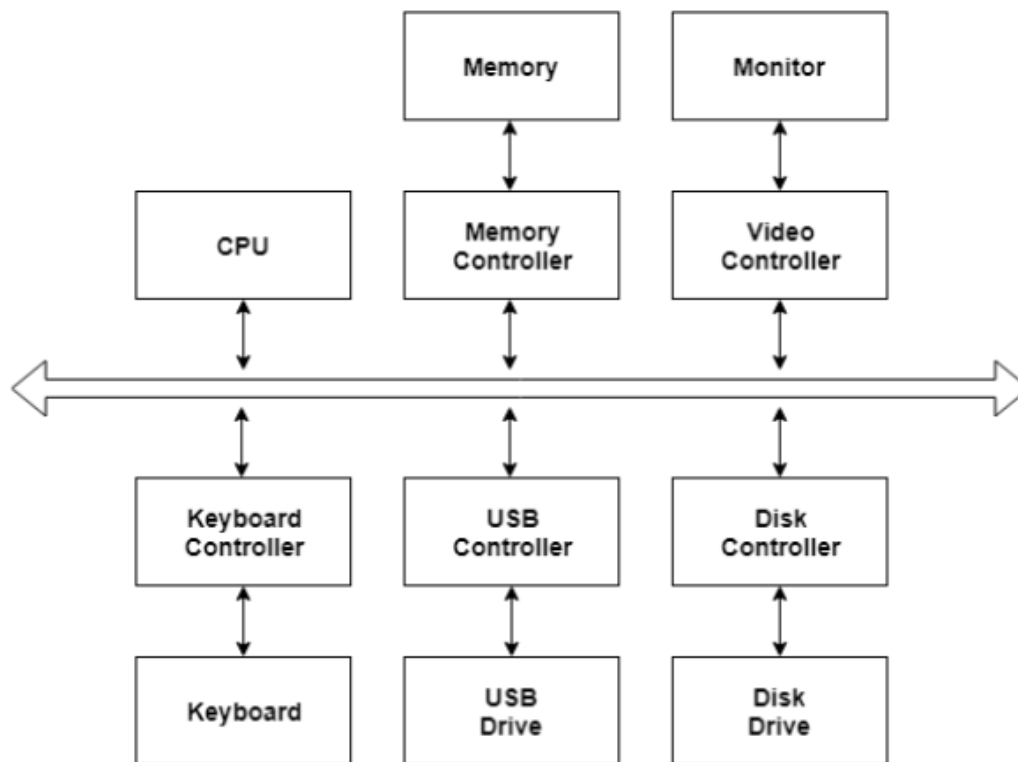 Memory
Monitor
CPU
Memory
Controller
Video
Controller
Keyboard
Controller
USB
Controller
Disk
Controller
Keyboard
USB
Drive
Disk
Drive